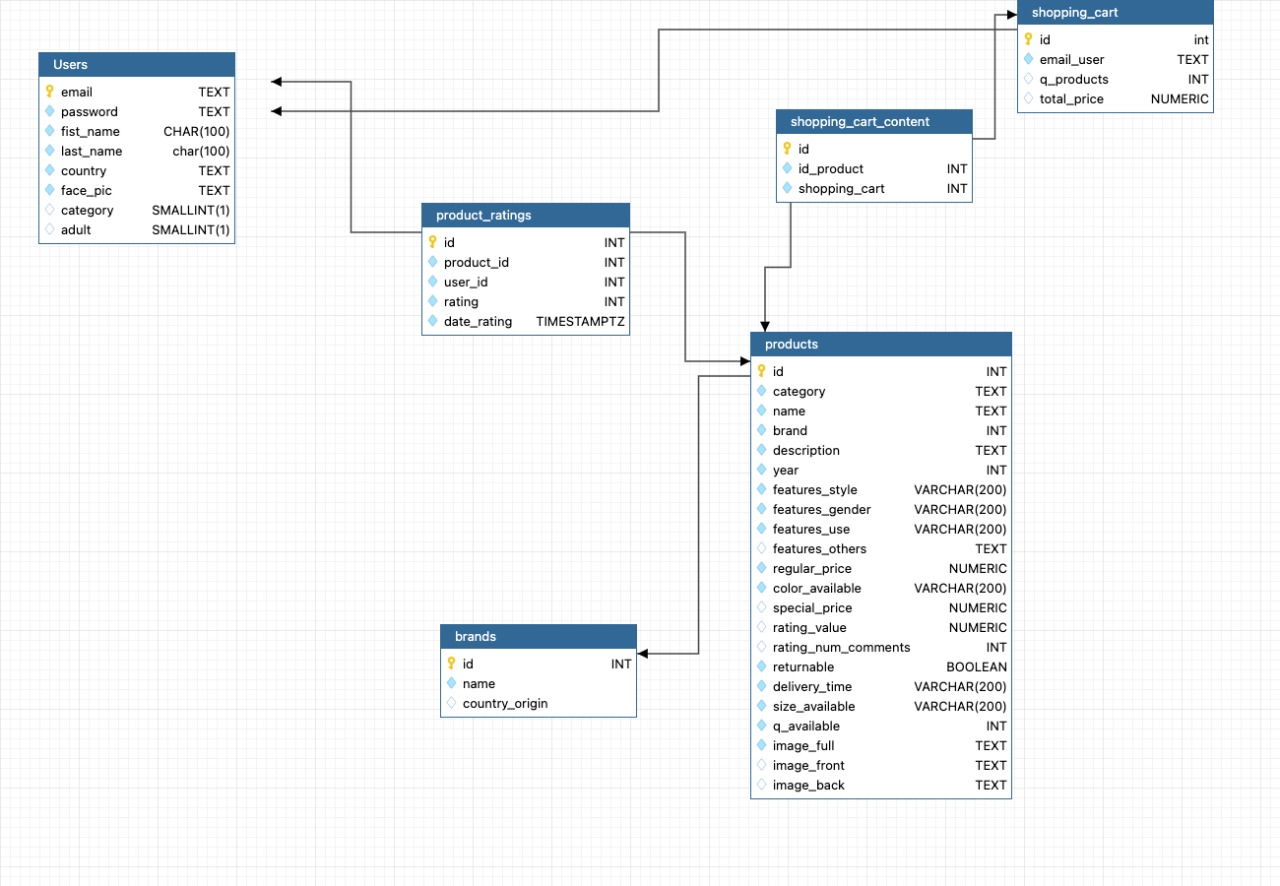 shopping_cart
id int
email_user TEXT
q_products INT
total_price NUMERIC
Users
email TEXT
password TEXT
fist_name CHAR(100)
last_name char(100)
country TEXT
face_pic TEXT
category SMALLINT(1)
adult SMALLINT(1)
shopping_cart_content
id
id_product INT
shopping_cart INT
product_ratings
id INT
product_id INT
user_id INT
rating INT
date_rating TIMESTAMPTZ
products
id INT
category TEXT
name TEXT
brand INT
description TEXT
year INT
features_style VARCHAR(200)
features_gender VARCHAR(200)
features_use VARCHAR(200)
features_others TEXT
regular_price NUMERIC
color_available VARCHAR(200)
special_price NUMERIC
rating_value NUMERIC
rating_num_comments INT
returnable BOOLEAN
delivery_time VARCHAR(200)
size_available VARCHAR(200)
q_available INT
image_full TEXT
image_front TEXT
image_back TEXT
brands
id INT
name
country_origin